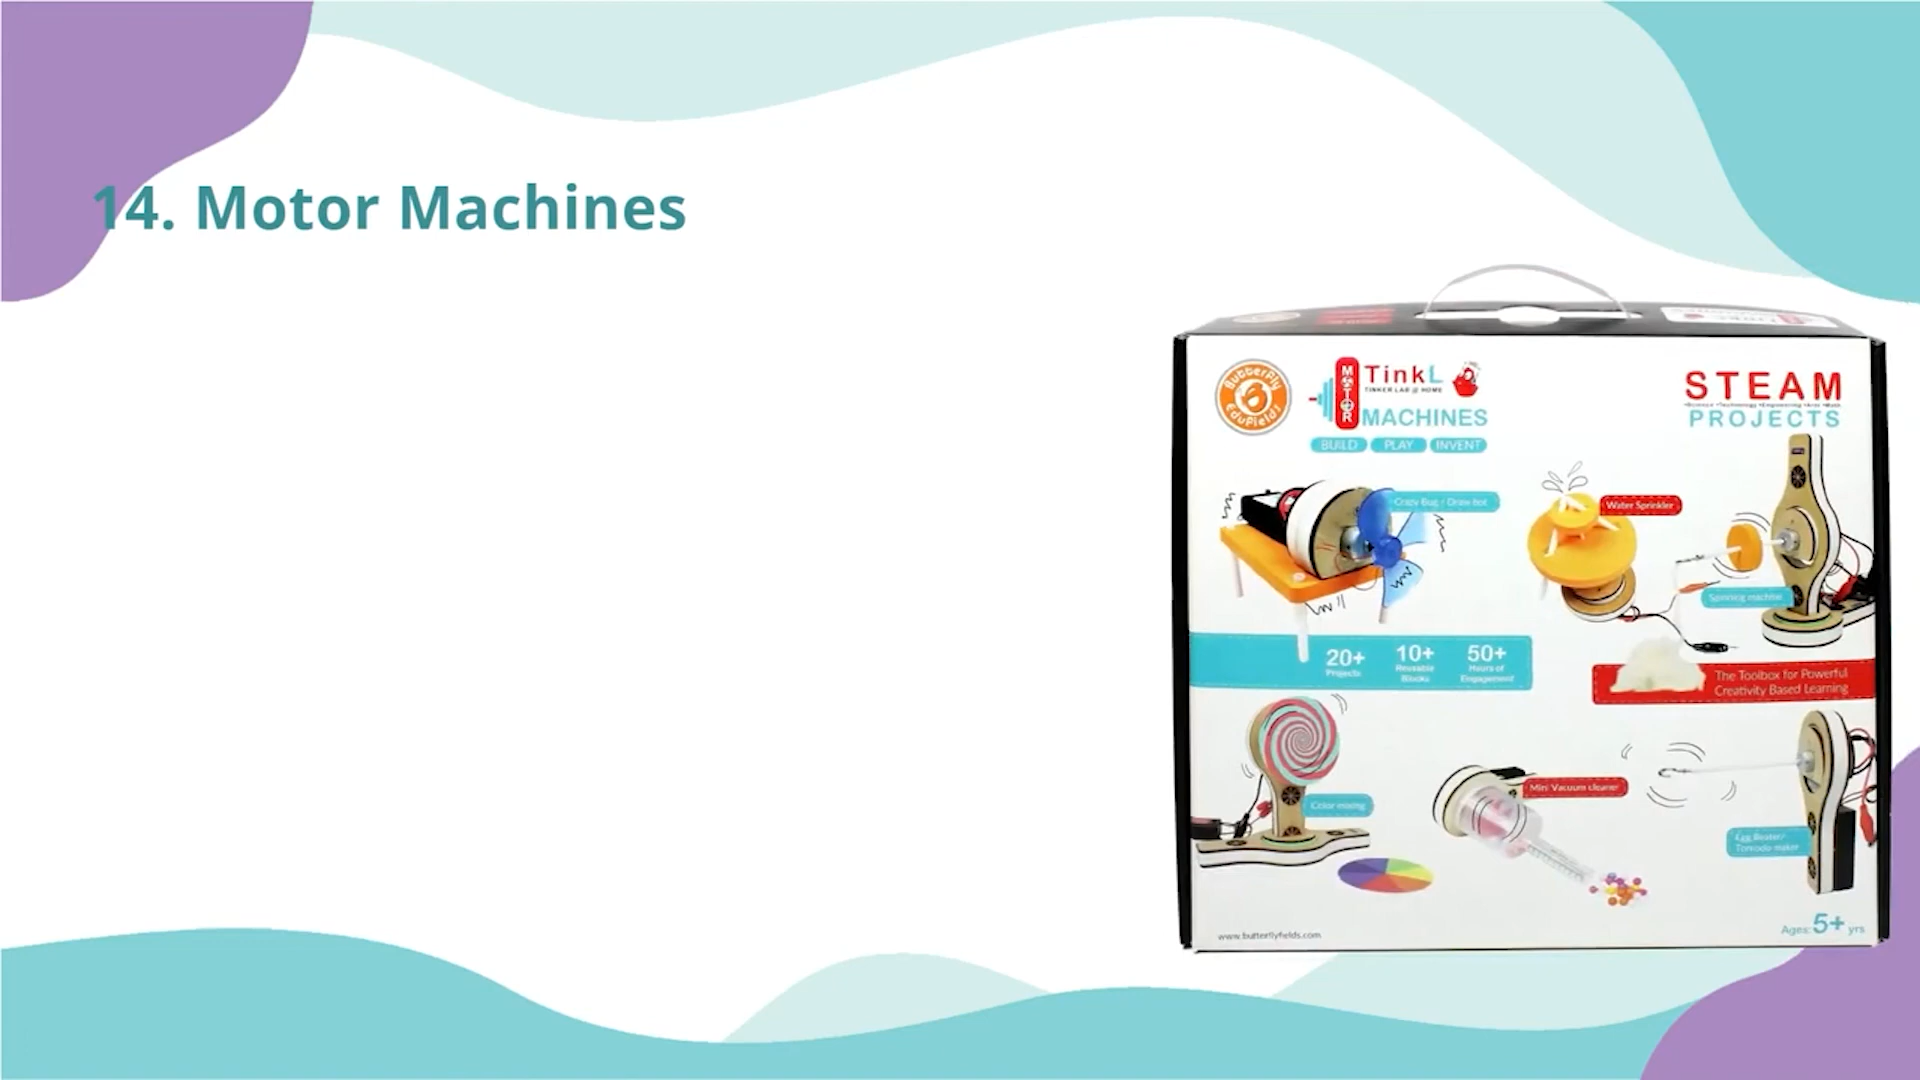 14. Motor Machines
ButterFly
EduFields
MOTOR
TinkL
TINKER LAB @ HOME
MACHINES
BUILD PLAY INVENT
STEAM
PROJECTS
Crazy Bug / Draw bot
Water Sprinkler
Spinning machine
20+
Projects
10+
Reusable
Blocks
50+
Hours of
Engagement
The Toolbox for Powerful
Creativity Based Learning
Color mixing
Mini Vacuum cleaner
Egg Beater/
Tornado maker
www.butterflyfields.com
Ages: 5+ yrs